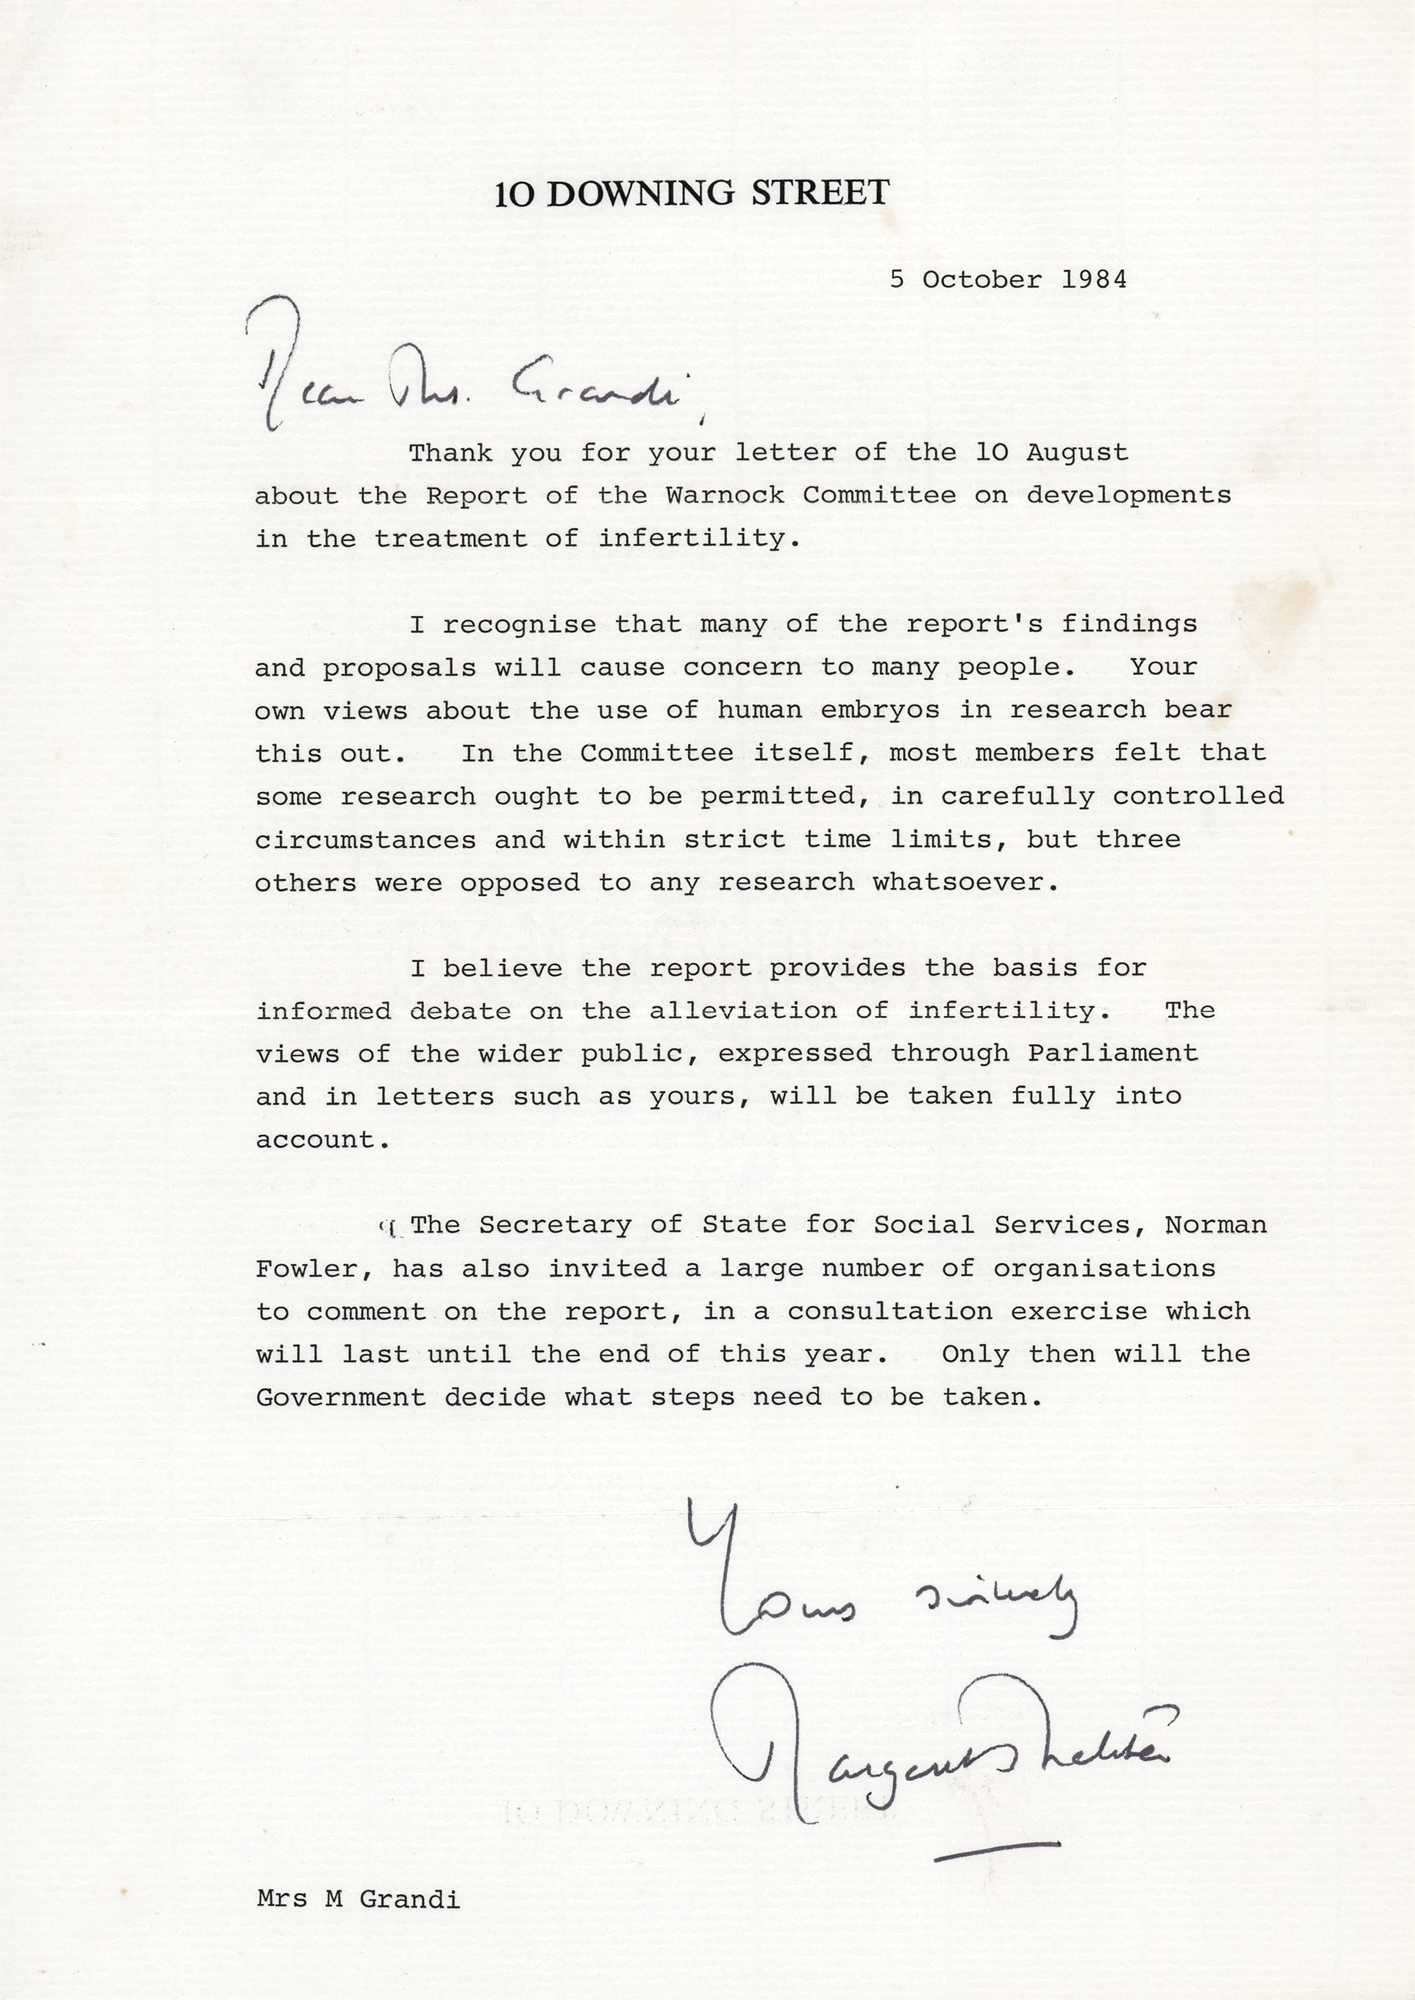 10 DOWNING STREET
5 October 1984
Dear Mrs. Grandi,
Thank you for your letter of the 10 August
about the Report of the Warnock Committee on developments
in the treatment of infertility.
I recognise that many of the report's findings
and proposals will cause concern to many people. Your
own views about the use of human embryos in research bear
this out. In the Committee itself, most members felt that
some research ought to be permitted, in carefully controlled
circumstances and within strict time limits, but three
others were opposed to any research whatsoever.
I believe the report provides the basis for
informed debate on the alleviation of infertility. The
views of the wider public, expressed through Parliament
and in letters such as yours, will be taken fully into
account.
The Secretary of State for Social Services, Norman
Fowler, has also invited a large number of organisations
to comment on the report, in a consultation exercise which
will last until the end of this year. Only then will the
Government decide what steps need to be taken.
Yours sincerely
Margaret Thatcher
Mrs M Grandi